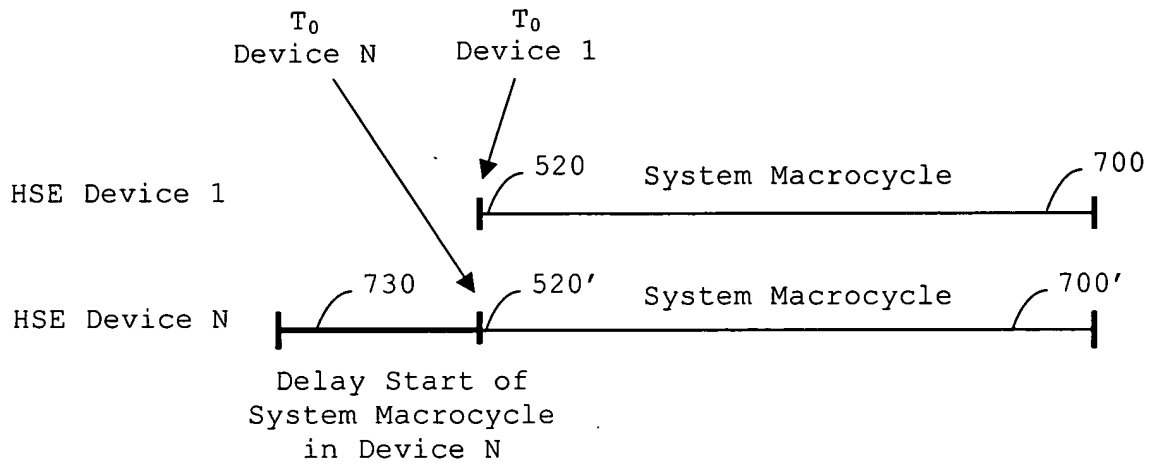 T₀
Device N
T₀
Device 1
HSE Device 1
520
System Macrocycle
700
HSE Device N
730
520'
System Macrocycle
700'
Delay Start of
System Macrocycle
in Device N